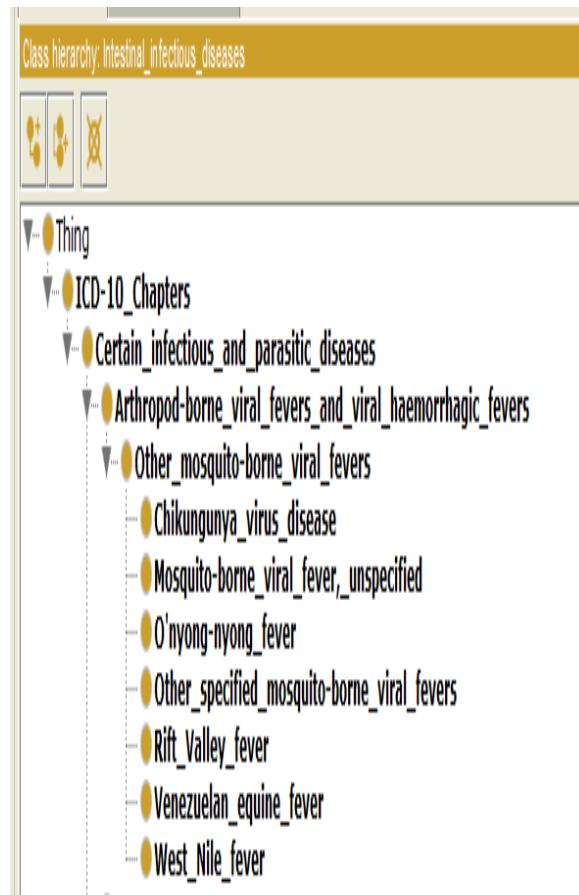 Class hierarchy: Intestinal_infectious_diseases
Thing
ICD-10_Chapters
Certain_infectious_and_parasitic_diseases
Arthropod-borne_viral_fevers_and_viral_haemorrhagic_fevers
Other_mosquito-borne_viral_fevers
Chikungunya_virus_disease
Mosquito-borne_viral_fever,_unspecified
O'nyong-nyong_fever
Other_specified_mosquito-borne_viral_fevers
Rift_Valley_fever
Venezuelan_equine_fever
West_Nile_fever